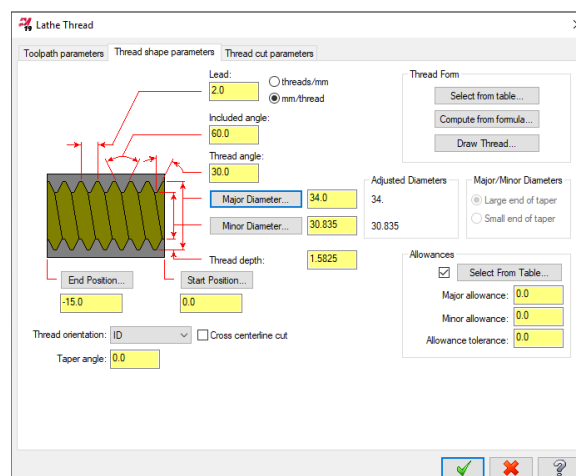 19 Lathe Thread
Toolpath parameters Thread shape parameters Thread cut parameters
Lead:
2.0
threads/mm
mm/thread
Included angle:
60.0
Thread angle:
30.0
Major Diameter... 34.0
Minor Diameter... 30.835
Thread depth: 1.5825
Adjusted Diameters
34.
30.835
Thread Form
Select from table...
Compute from formula...
Draw Thread...
Major/Minor Diameters
Large end of taper
Small end of taper
Allowances
Select From Table...
Major allowance: 0.0
Minor allowance: 0.0
Allowance tolerance: 0.0
End Position... Start Position...
-15.0 0.0
Thread orientation: ID Cross centerline cut
Taper angle: 0.0